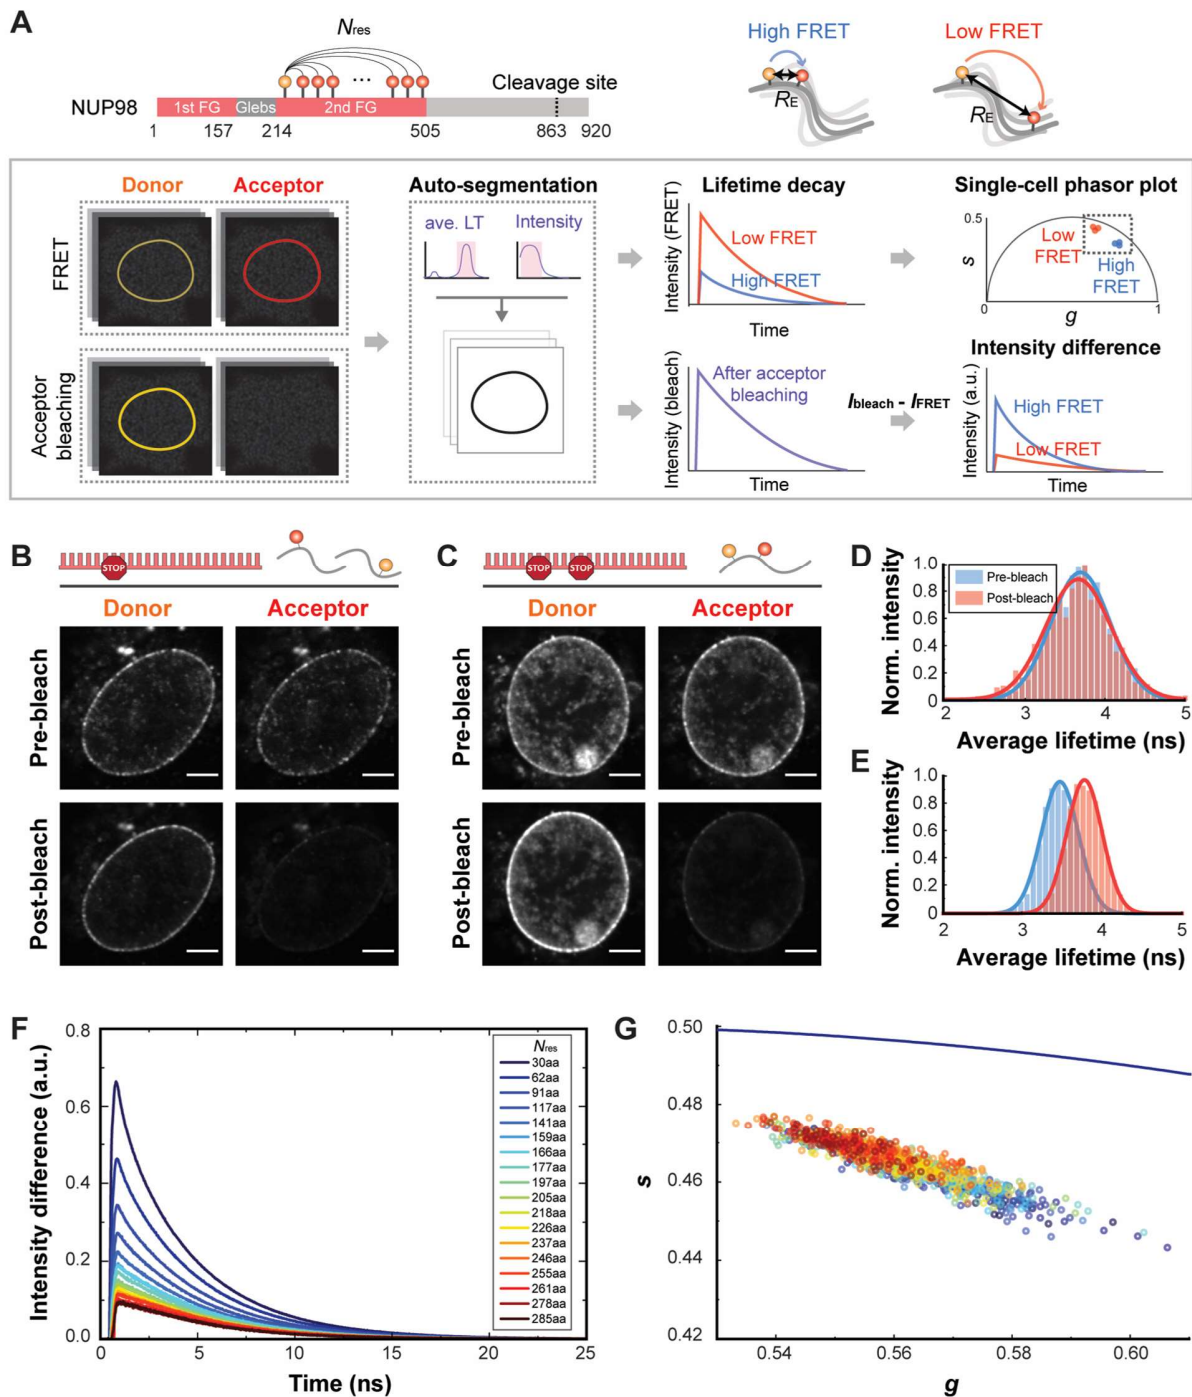 A
Nres
High FRET
Low FRET
Cleavage site
RE
RE
NUP98
1st FG
Glebs
2nd FG
1
157
214
505
863
920
Donor
Acceptor
Auto-segmentation
Lifetime decay
Single-cell phasor plot
FRET
ave. LT
Intensity
Intensity (FRET)
Low FRET
High FRET
Time
0.5
s
Low
FRET
High
FRET
0
1
g
Acceptor
bleaching
Intensity (bleach)
After acceptor
bleaching
Time
Ibleach - IFRET
Intensity difference
Intensity (a.u.)
High FRET
Low FRET
Time
B
STOP
Donor
Acceptor
Pre-bleach
Post-bleach
C
STOP
STOP
Donor
Acceptor
Pre-bleach
Post-bleach
D
Norm. intensity
1.0
0.8
0.6
0.4
0.2
0
Pre-bleach
Post-bleach
2
3
4
5
Average lifetime (ns)
E
Norm. intensity
1.0
0.8
0.6
0.4
0.2
0
2
3
4
5
Average lifetime (ns)
F
Intensity difference (a.u.)
0.8
0.6
0.4
0.2
0.0
0
5
10
15
20
25
Time (ns)
Nres
30aa
62aa
91aa
117aa
141aa
159aa
166aa
177aa
197aa
205aa
218aa
226aa
237aa
246aa
255aa
261aa
278aa
285aa
G
s
0.50
0.48
0.46
0.44
0.42
0.54
0.56
0.58
0.60
g